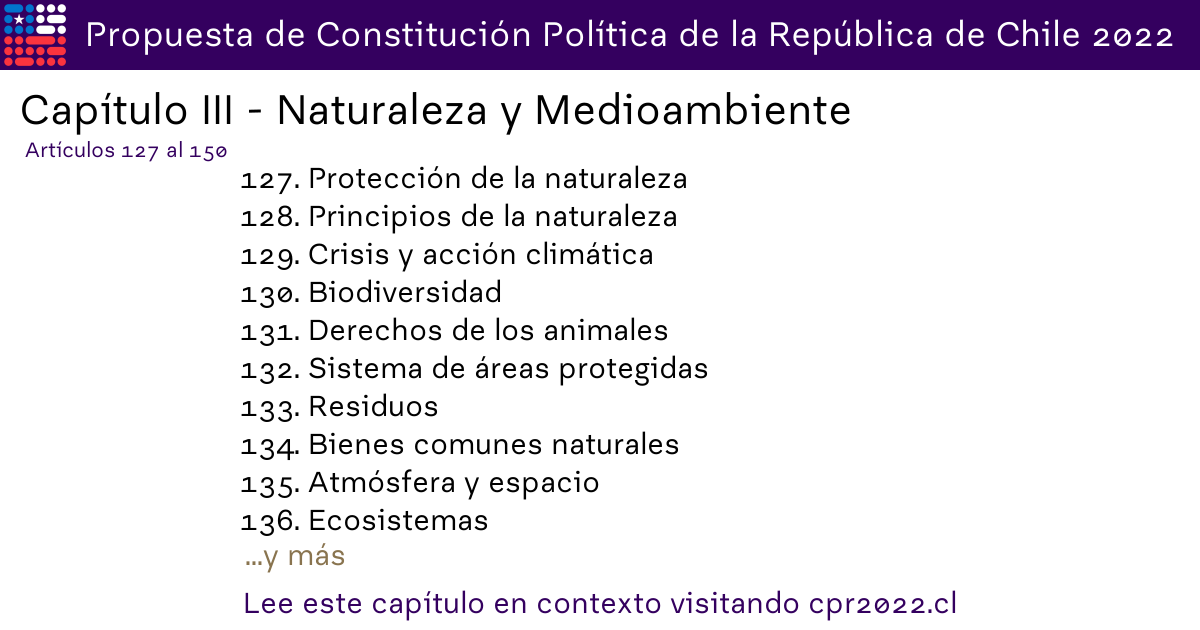 Propuesta de Constitución Política de la República de Chile 2022
Capítulo III - Naturaleza y Medioambiente
Artículos 127 al 150
127. Protección de la naturaleza
128. Principios de la naturaleza
129. Crisis y acción climática
130. Biodiversidad
131. Derechos de los animales
132. Sistema de áreas protegidas
133. Residuos
134. Bienes comunes naturales
135. Atmósfera y espacio
136. Ecosistemas
...y más
Lee este capítulo en contexto visitando cpr2022.cl